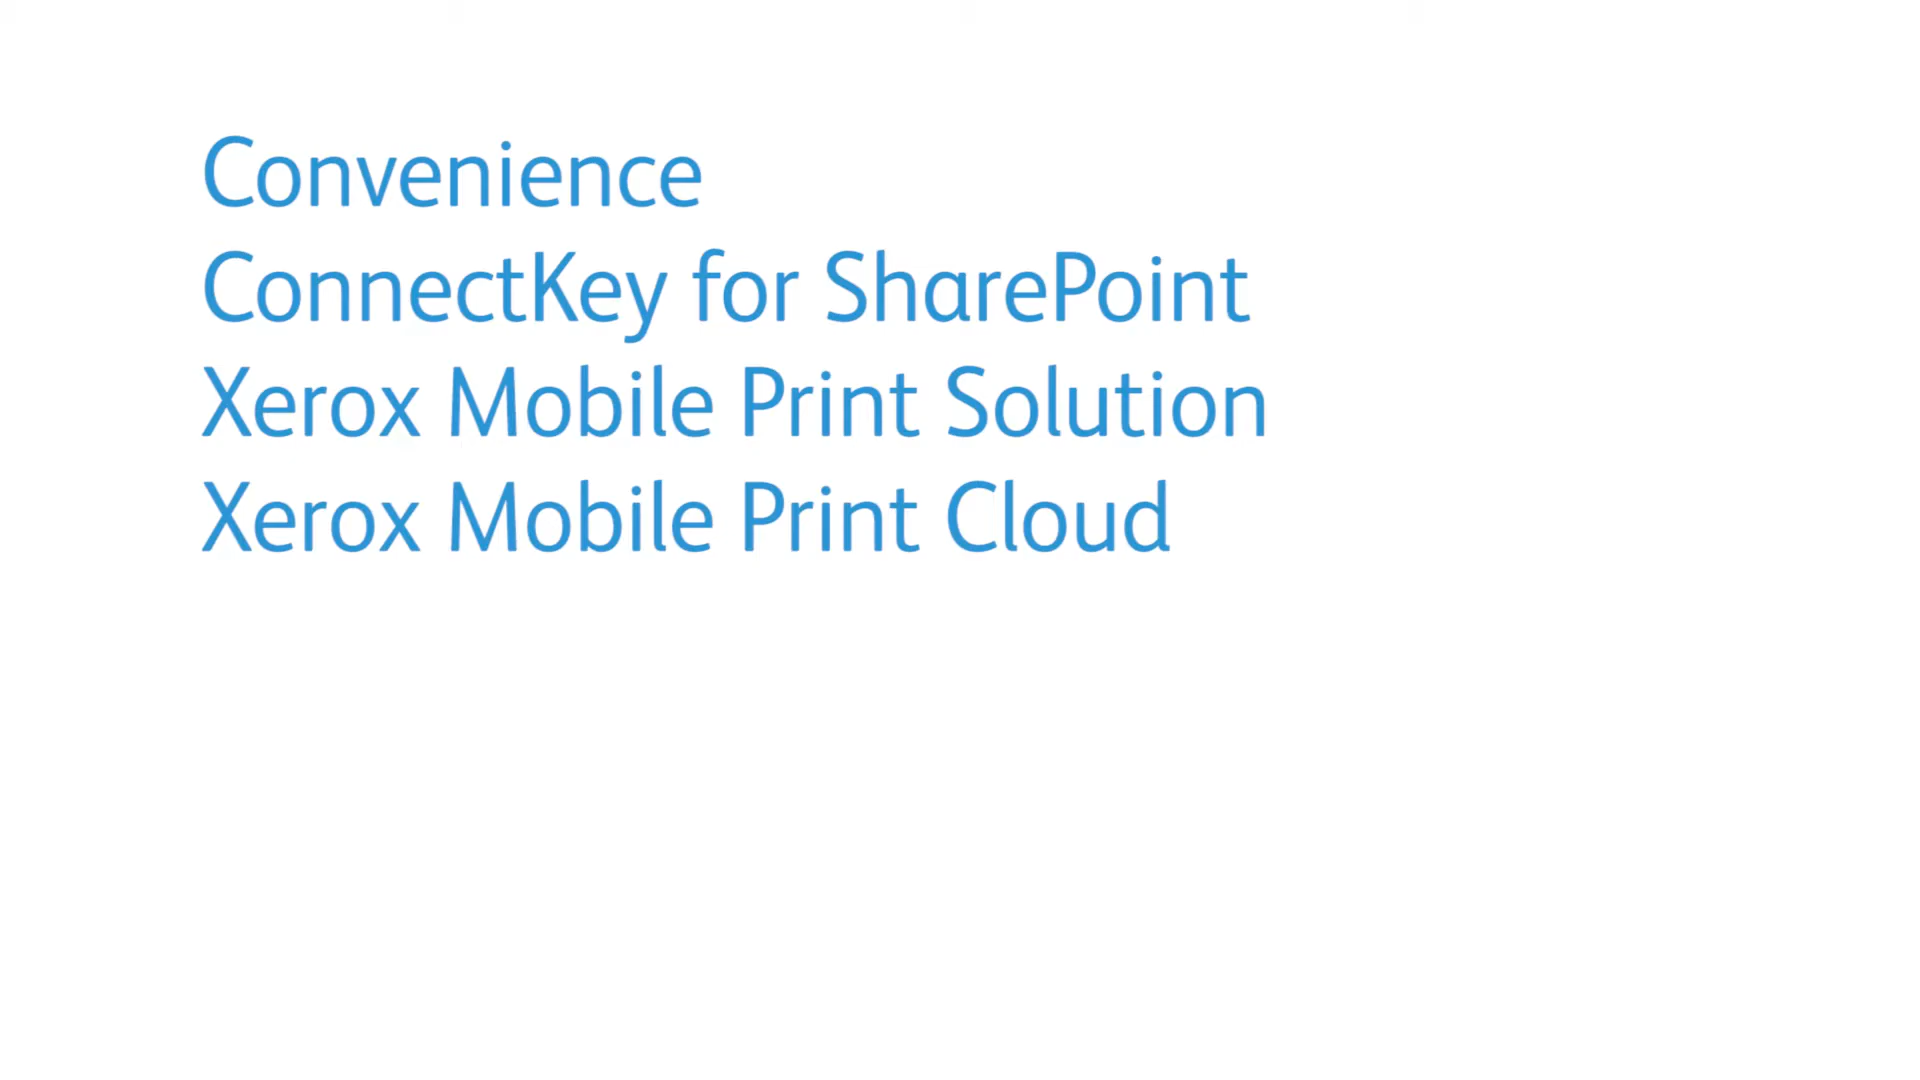 Convenience
ConnectKey for SharePoint
Xerox Mobile Print Solution
Xerox Mobile Print Cloud